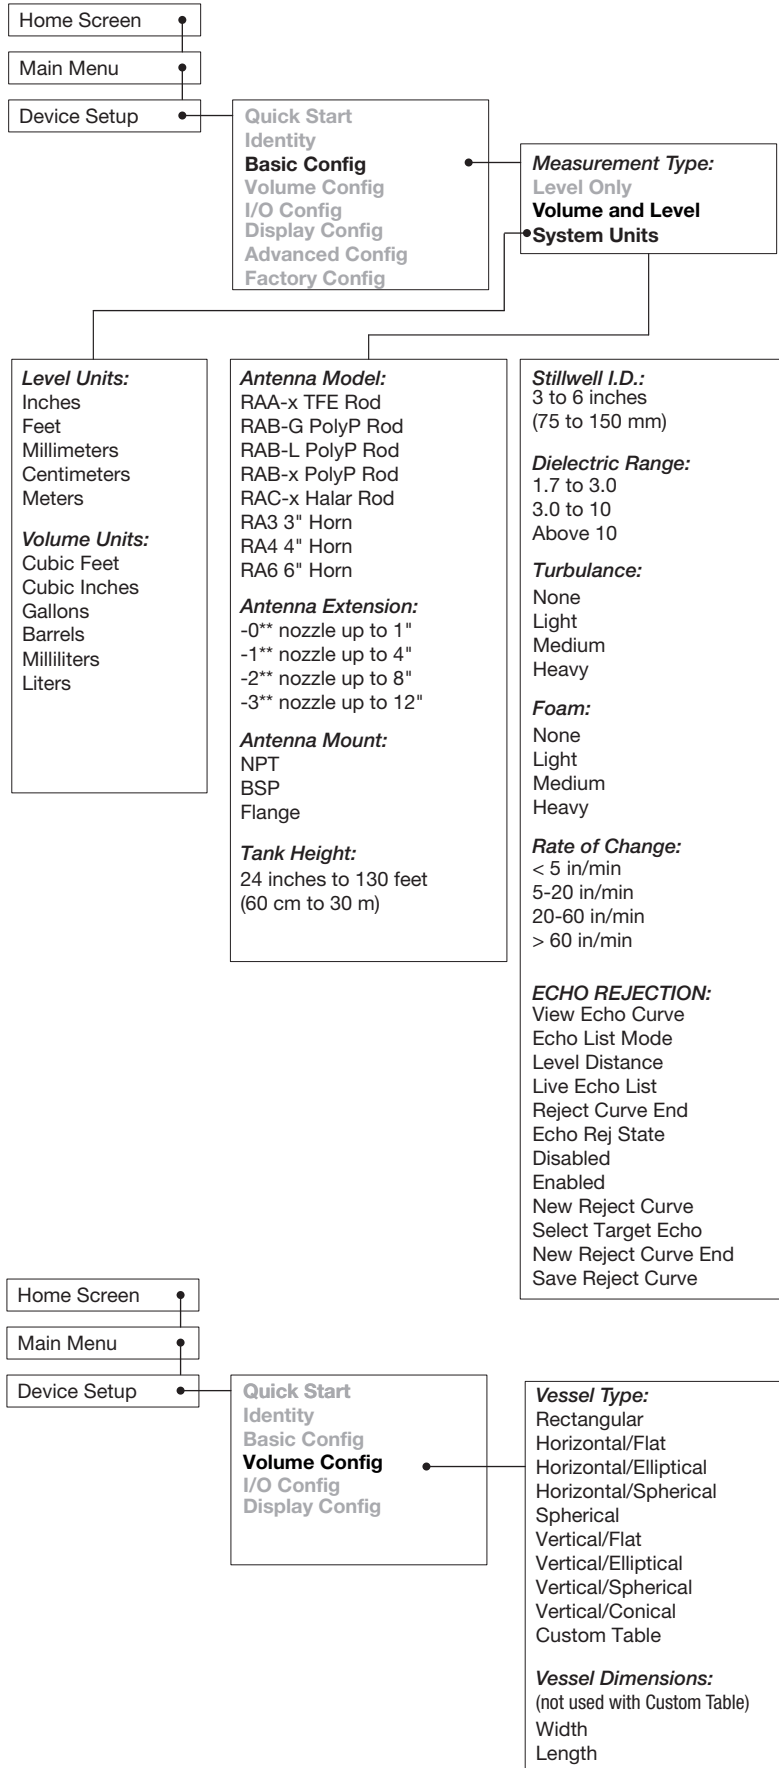 Home Screen
Main Menu
Device Setup
Quick Start
Identity
Basic Config
Volume Config
I/O Config
Display Config
Advanced Config
Factory Config
Measurement Type:
Level Only
Volume and Level
System Units
Level Units:
Inches
Feet
Millimeters
Centimeters
Meters
Volume Units:
Cubic Feet
Cubic Inches
Gallons
Barrels
Milliliters
Liters
Antenna Model:
RAA-x TFE Rod
RAB-G PolyP Rod
RAB-L PolyP Rod
RAB-x PolyP Rod
RAC-x Halar Rod
RA3 3" Horn
RA4 4" Horn
RA6 6" Horn
Antenna Extension:
-0** nozzle up to 1"
-1** nozzle up to 4"
-2** nozzle up to 8"
-3** nozzle up to 12"
Antenna Mount:
NPT
BSP
Flange
Tank Height:
24 inches to 130 feet
(60 cm to 30 m)
Stillwell I.D.:
3 to 6 inches
(75 to 150 mm)
Dielectric Range:
1.7 to 3.0
3.0 to 10
Above 10
Turbulance:
None
Light
Medium
Heavy
Foam:
None
Light
Medium
Heavy
Rate of Change:
< 5 in/min
5-20 in/min
20-60 in/min
> 60 in/min
ECHO REJECTION:
View Echo Curve
Echo List Mode
Level Distance
Live Echo List
Reject Curve End
Echo Rej State
Disabled
Enabled
New Reject Curve
Select Target Echo
New Reject Curve End
Save Reject Curve
Home Screen
Main Menu
Device Setup
Quick Start
Identity
Basic Config
Volume Config
I/O Config
Display Config
Vessel Type:
Rectangular
Horizontal/Flat
Horizontal/Elliptical
Horizontal/Spherical
Spherical
Vertical/Flat
Vertical/Elliptical
Vertical/Spherical
Vertical/Conical
Custom Table
Vessel Dimensions:
(not used with Custom Table)
Width
Length